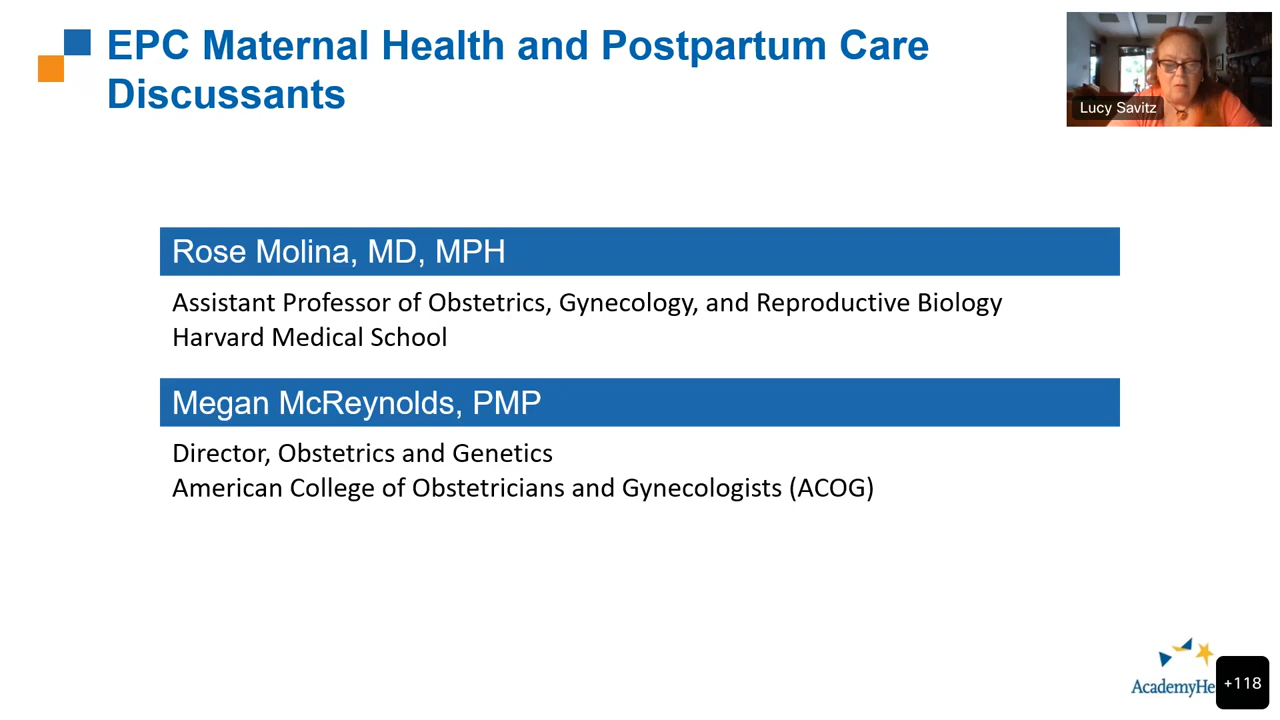 EPC Maternal Health and Postpartum Care
Discussants
Lucy Savitz
Rose Molina, MD, MPH
Assistant Professor of Obstetrics, Gynecology, and Reproductive Biology
Harvard Medical School
Megan McReynolds, PMP
Director, Obstetrics and Genetics
American College of Obstetricians and Gynecologists (ACOG)
AcademyHe
+118